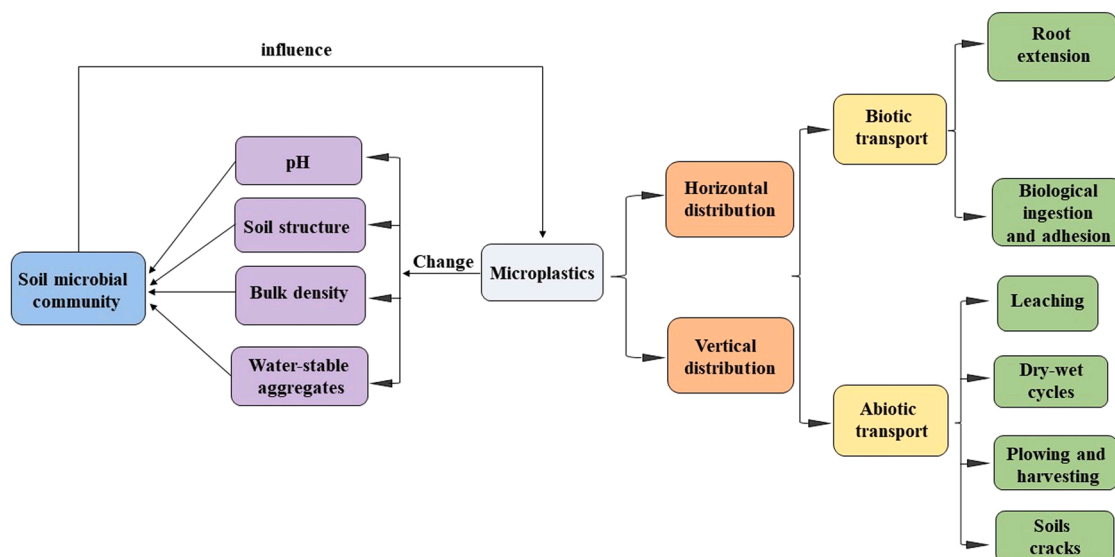 influence
pH
Soil structure
Bulk density
Water-stable
aggregates
Soil microbial
community
Change
Microplastics
Horizontal
distribution
Vertical
distribution
Biotic
transport
Abiotic
transport
Root
extension
Biological
ingestion
and adhesion
Leaching
Dry-wet
cycles
Plowing and
harvesting
Soils
cracks